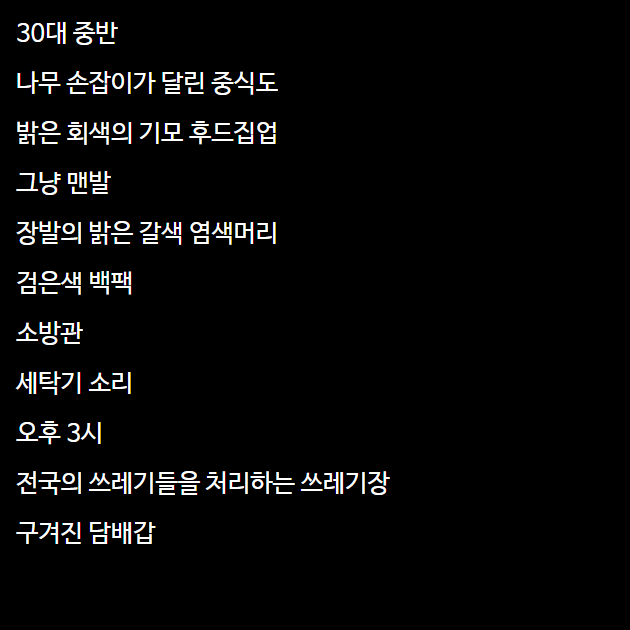 30대 중반
나무 손잡이가 달린 중식도
밝은 회색의 기모 후드집업
그냥 맨발
장발의 밝은 갈색 염색머리
검은색 백팩
소방관
세탁기 소리
오후 3시
전국의 쓰레기들을 처리하는 쓰레기장
구겨진 담배갑